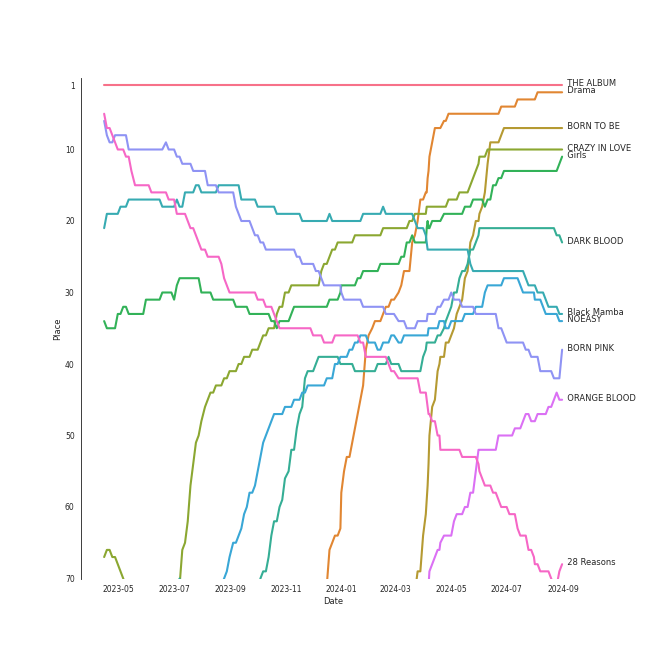 1
10
20
30
40
50
60
70
Place
2023-05
2023-07
2023-09
2023-11
2024-01
2024-03
2024-05
2024-07
2024-09
Date
THE ALBUM
Drama
BORN TO BE
CRAZY IN LOVE
Girls
DARK BLOOD
Black Mamba
NOEASY
BORN PINK
ORANGE BLOOD
28 Reasons